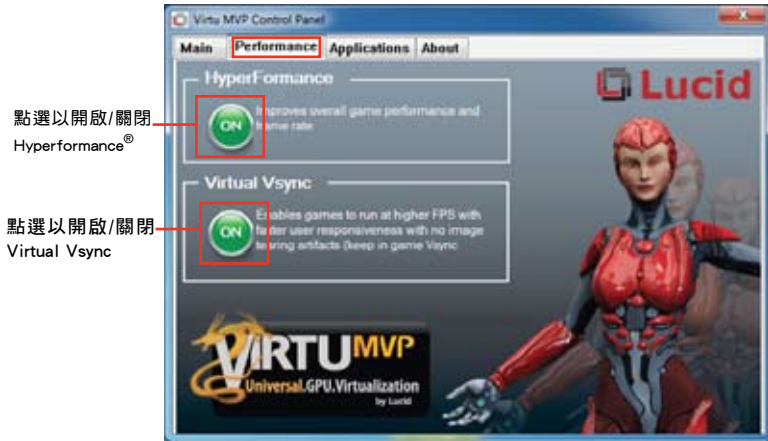 Virtu MVP Control Panel
Main Performance Applications About
HyperFormance
Lucid
點選以開啟/關閉
Hyperformance®
ON
Improves overall game performance and
frame rate
Virtual Vsync
點選以開啟/關閉
Virtual Vsync
ON
Enables games to run at higher FPS with
faster user responsiveness with no image
tearing artifacts (keep in game Vsync
VIRTU MVP
Universal.GPU.Virtualization
by Lucid